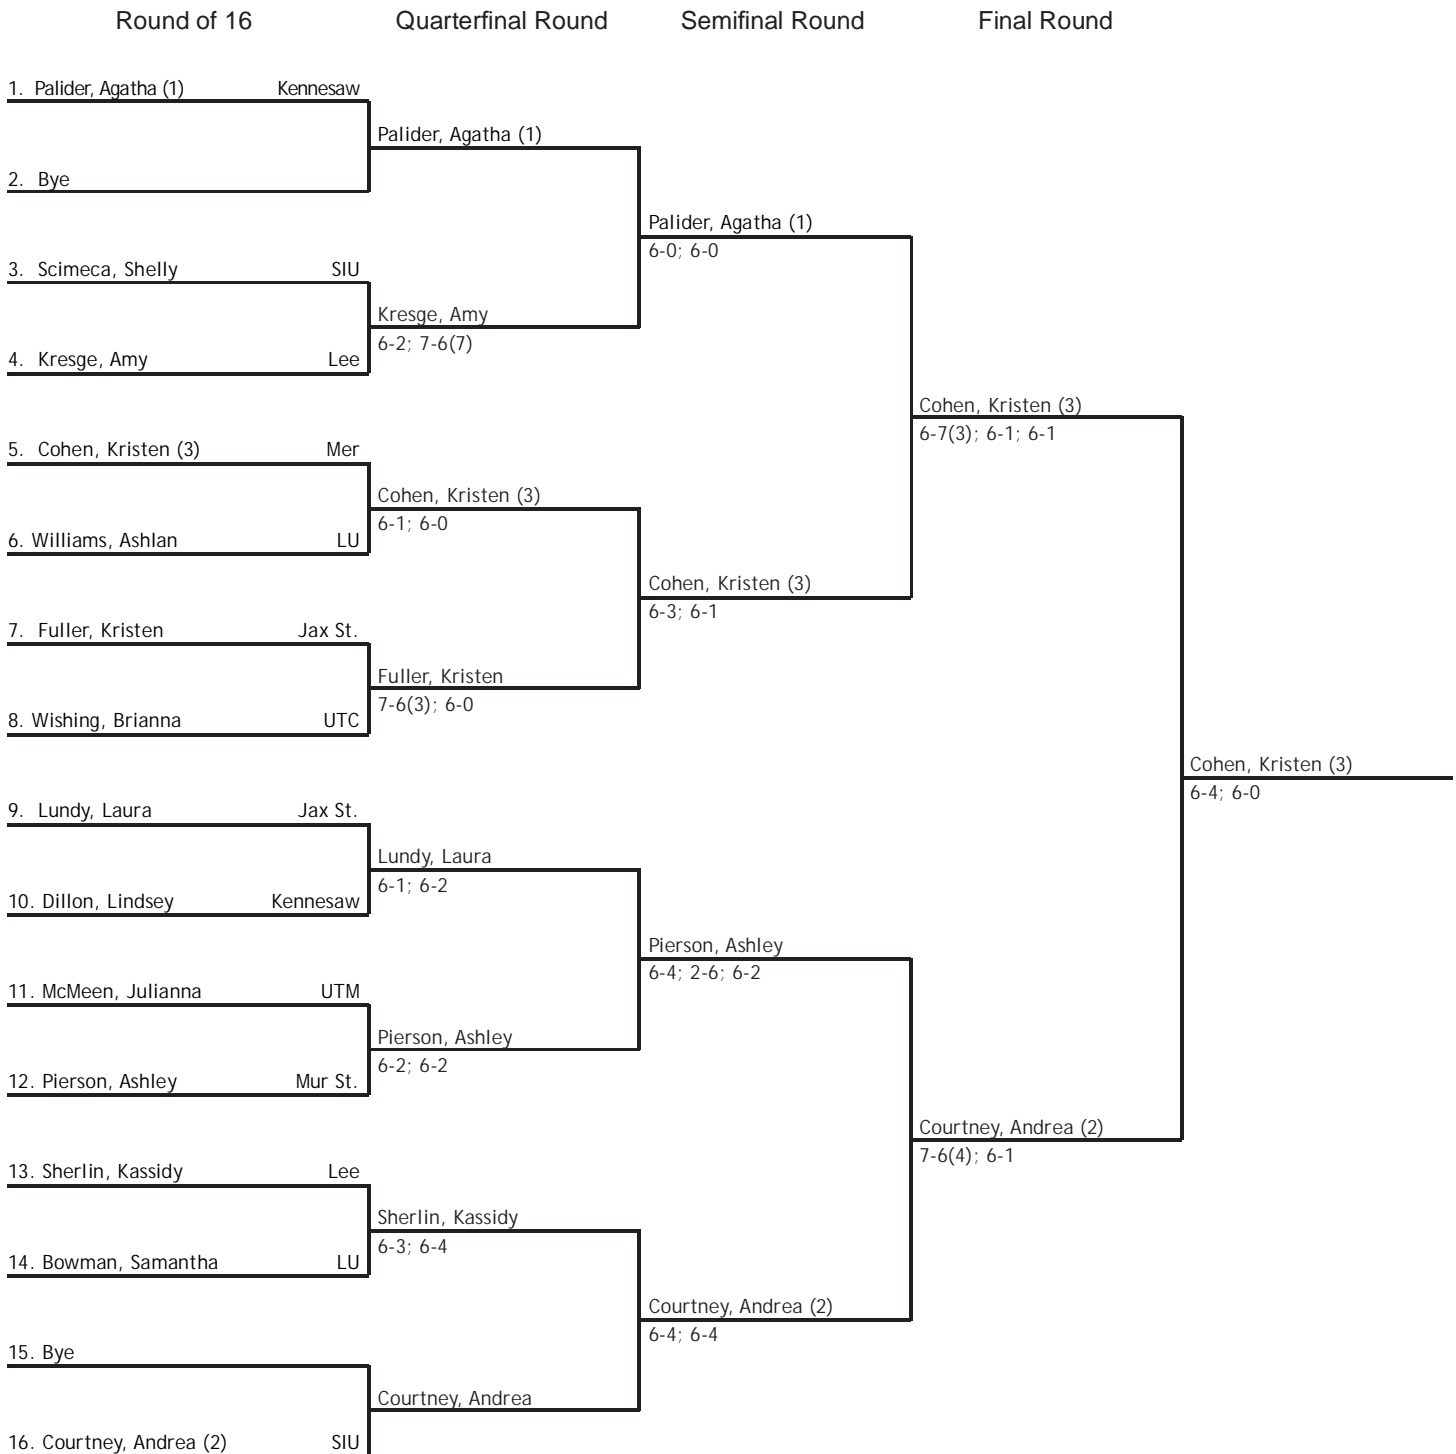 Round of 16 Quarterfinal Round Semifinal Round Final Round
1. Palider, Agatha (1) Kennesaw
Palider, Agatha (1)
2. Bye
Palider, Agatha (1)
6-0; 6-0
3. Scimeca, Shelly SIU
Kresge, Amy
6-2; 7-6(7)
4. Kresge, Amy Lee
Cohen, Kristen (3)
6-7(3); 6-1; 6-1
5. Cohen, Kristen (3) Mer
Cohen, Kristen (3)
6-1; 6-0
6. Williams, Ashlan LU
Cohen, Kristen (3)
6-3; 6-1
7. Fuller, Kristen Jax St.
Fuller, Kristen
7-6(3); 6-0
8. Wishing, Brianna UTC
Cohen, Kristen (3)
6-4; 6-0
9. Lundy, Laura Jax St.
Lundy, Laura
6-1; 6-2
10. Dillon, Lindsey Kennesaw
Pierson, Ashley
6-4; 2-6; 6-2
11. McMeen, Julianna UTM
Pierson, Ashley
6-2; 6-2
12. Pierson, Ashley Mur St.
Courtney, Andrea (2)
7-6(4); 6-1
13. Sherlin, Kassidy Lee
Sherlin, Kassidy
6-3; 6-4
14. Bowman, Samantha LU
Courtney, Andrea (2)
6-4; 6-4
15. Bye
Courtney, Andrea
16. Courtney, Andrea (2) SIU